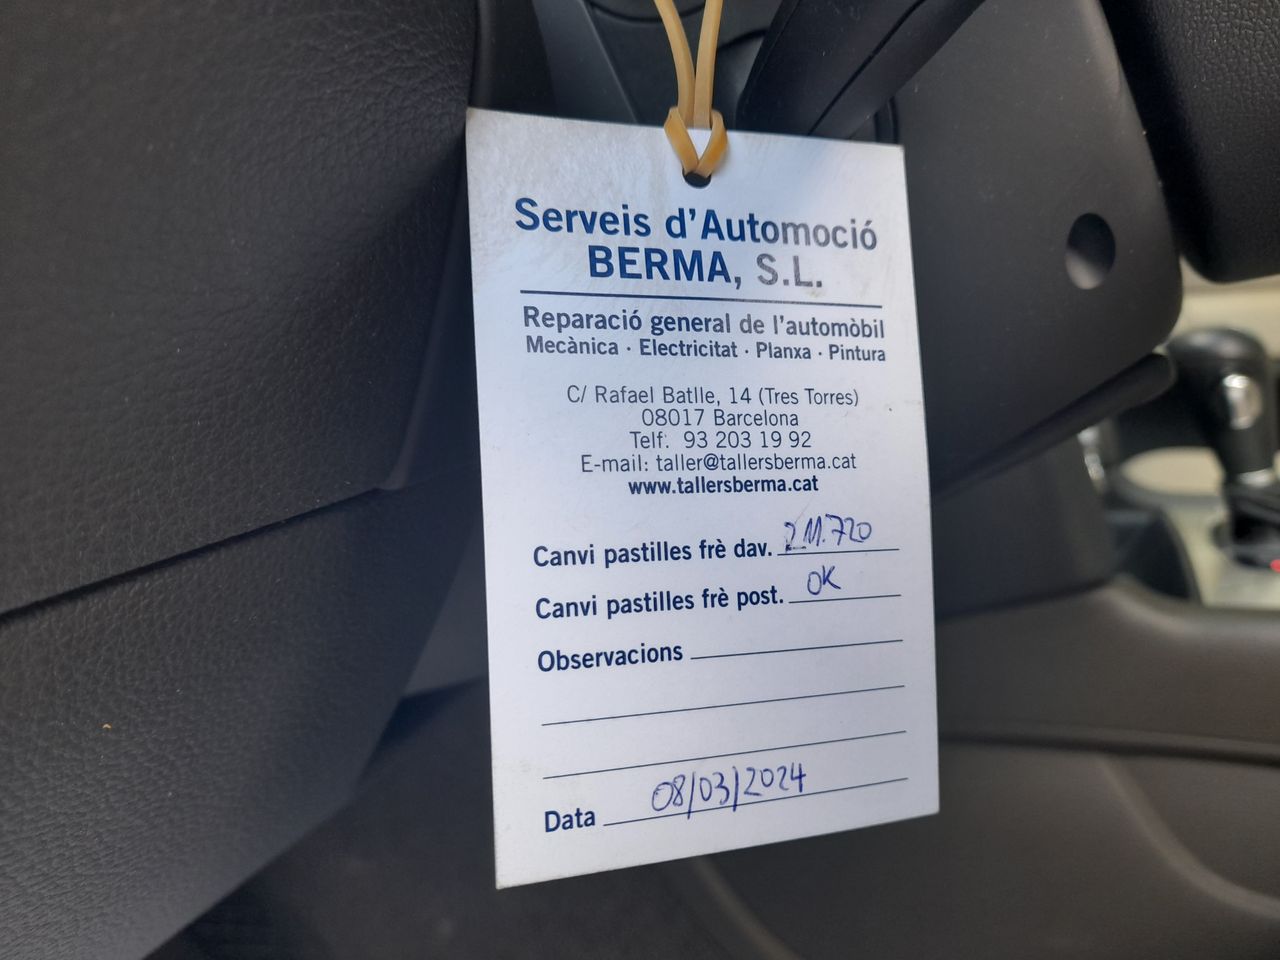 Serveis d'Automoció
BERMA, S.L.
Reparació general de l'automòbil
Mecànica · Electricitat · Planxa · Pintura
C/ Rafael Batlle, 14 (Tres Torres)
08017 Barcelona
Telf: 93 203 19 92
E-mail: taller@tallersberma.cat
www.tallersberma.cat
Canvi pastilles frè dav. 211.720
Canvi pastilles frè post. OK
Observacions
Data 08/03/2024